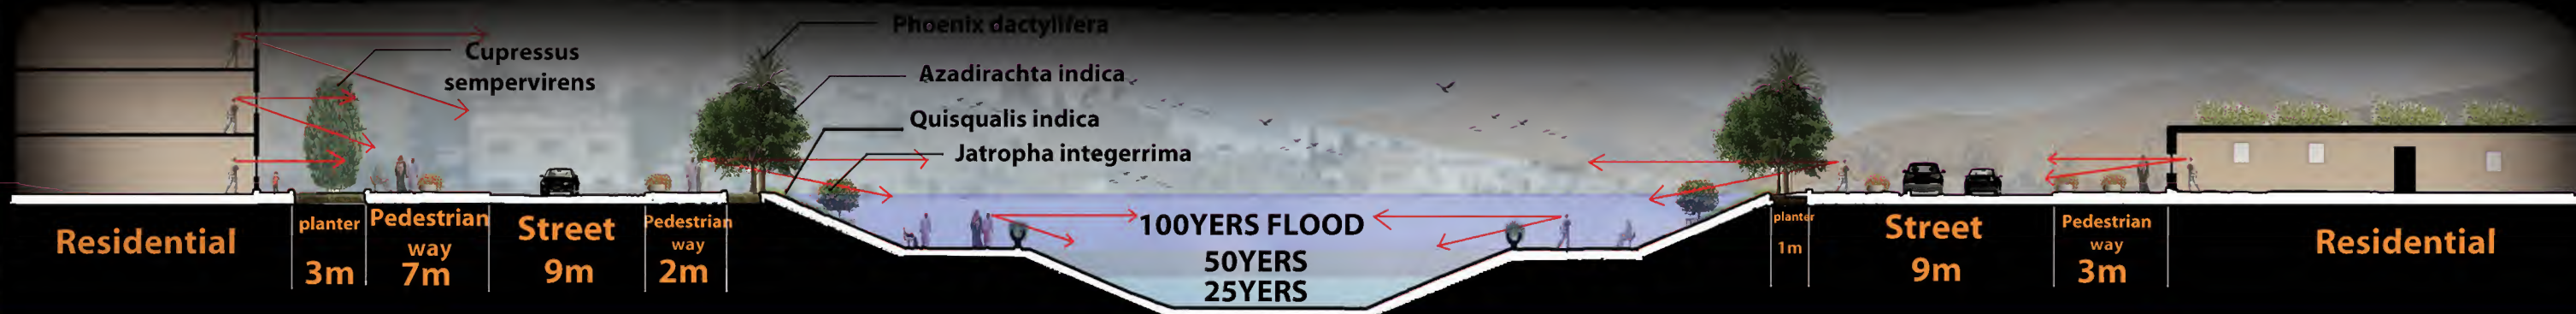 Phoenix dactylifera
Cupressus
sempervirens
Azadirachta indica
Quisqualis indica
Jatropha integerrima
100YERS FLOOD
50YERS
25YERS
Residential
planter
3m
Pedestrian
way
7m
Street
9m
Pedestrian
way
2m
planter
1m
Street
9m
Pedestrian
way
3m
Residential